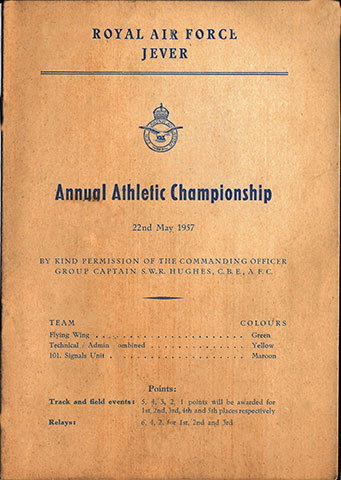 ROYAL AIR FORCE
JEVER
Annual Athletic Championship
22nd May 1957
BY KIND PERMISSION OF THE COMMANDING OFFICER
GROUP CAPTAIN S.W.R. HUGHES, C.B.E., A.F.C.
TEAM COLOURS
Flying Wing . . . . . . . . . . . . . . . . . Green
Technical / Admin ombined . . . . . . . . . . . Yellow
101. Signals Unit . . . . . . . . . . . . . . . . Maroon
Points:
Track and field events: 5, 4, 3, 2, 1 points will be awarded for
1st, 2nd, 3rd, 4th and 5th places respectively
Relays: 6, 4, 2, for 1st, 2nd and 3rd